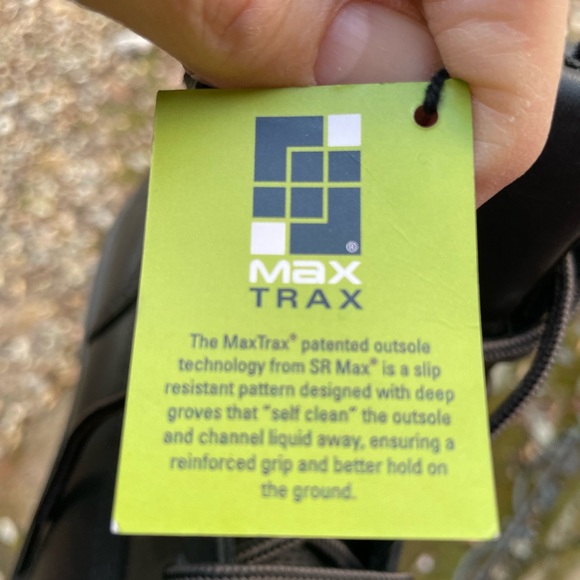 ®
max
TRAX
The MaxTrax® patented outsole
technology from SR Max® is a slip
resistant pattern designed with deep
groves that "self clean" the outsole
and channel liquid away, ensuring a
reinforced grip and better hold on
the ground.